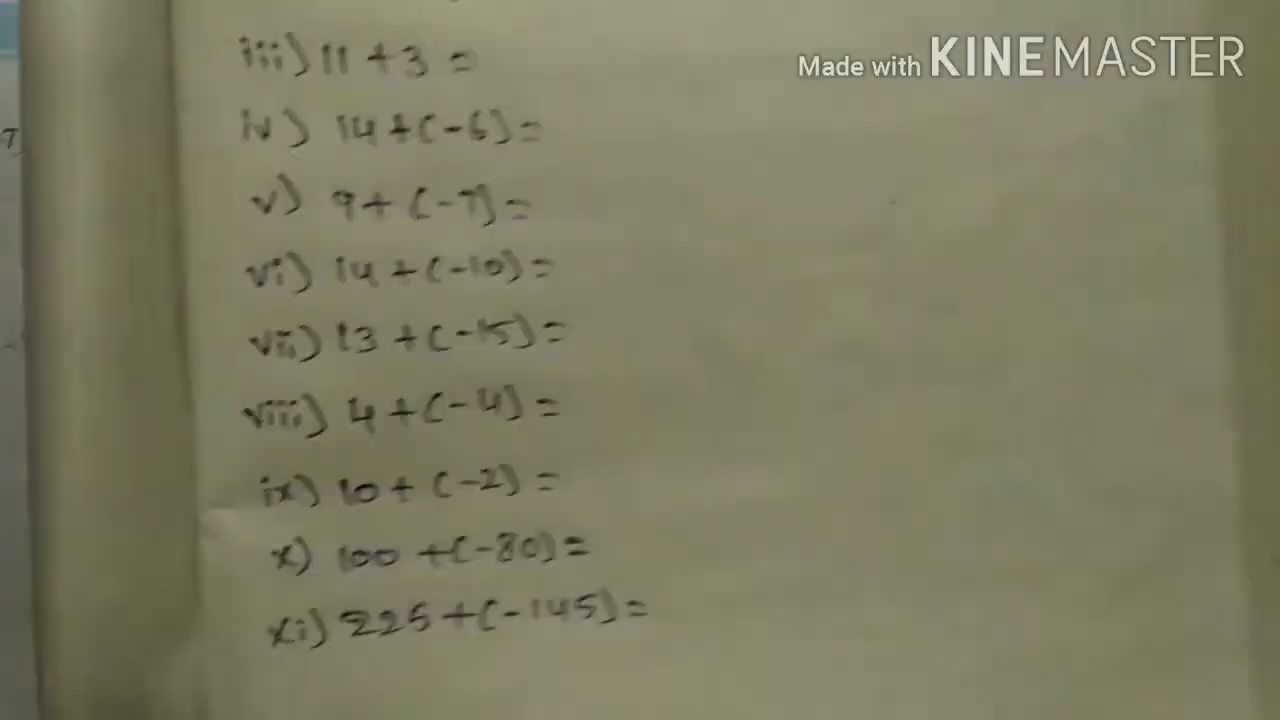 Made with KINEMASTER
iii) 11 + 3 =
iv) 14 + (-6) =
v) 9 + (-7) =
vi) 14 + (-10) =
vii) 13 + (-15) =
viii) 4 + (-4) =
ix) 10 + (-2) =
x) 100 + (-80) =
xi) 225 + (-145) =